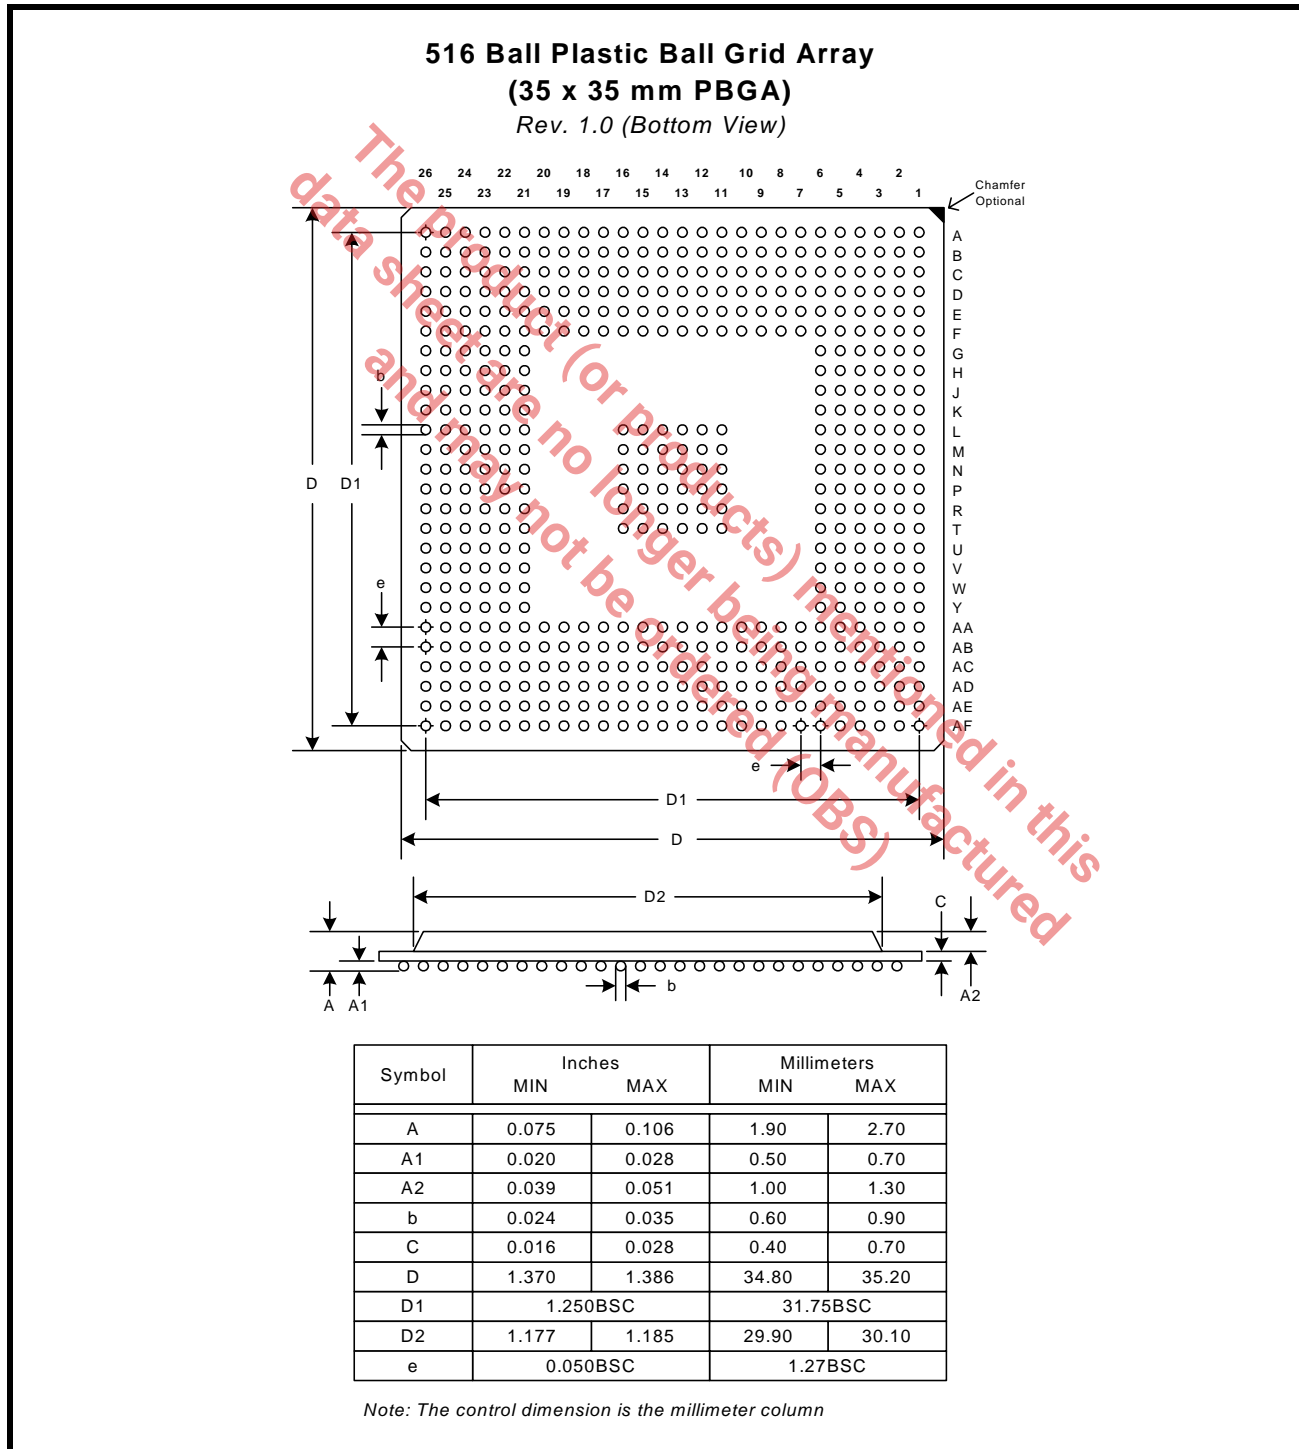 516 Ball Plastic Ball Grid Array
(35 x 35 mm PBGA)
Rev. 1.0 (Bottom View)
26 24 22 20 18 16 14 12 10 8 6 4 2
25 23 21 19 17 15 13 11 9 7 5 3 1
Chamfer
Optional
A
B
C
D
E
F
G
H
J
K
L
M
N
P
R
T
U
V
W
Y
AA
AB
AC
AD
AE
AF
b
D
D1
e
e
D1
D
D2
C
A
A1
b
A2
The product (or products) mentioned in this
data sheet are no longer being manufactured
and may not be ordered (OBS)
Symbol Inches Millimeters
MIN MAX MIN MAX
A 0.075 0.106 1.90 2.70
A1 0.020 0.028 0.50 0.70
A2 0.039 0.051 1.00 1.30
b 0.024 0.035 0.60 0.90
C 0.016 0.028 0.40 0.70
D 1.370 1.386 34.80 35.20
D1 1.250BSC 31.75BSC
D2 1.177 1.185 29.90 30.10
e 0.050BSC 1.27BSC
Note: The control dimension is the millimeter column